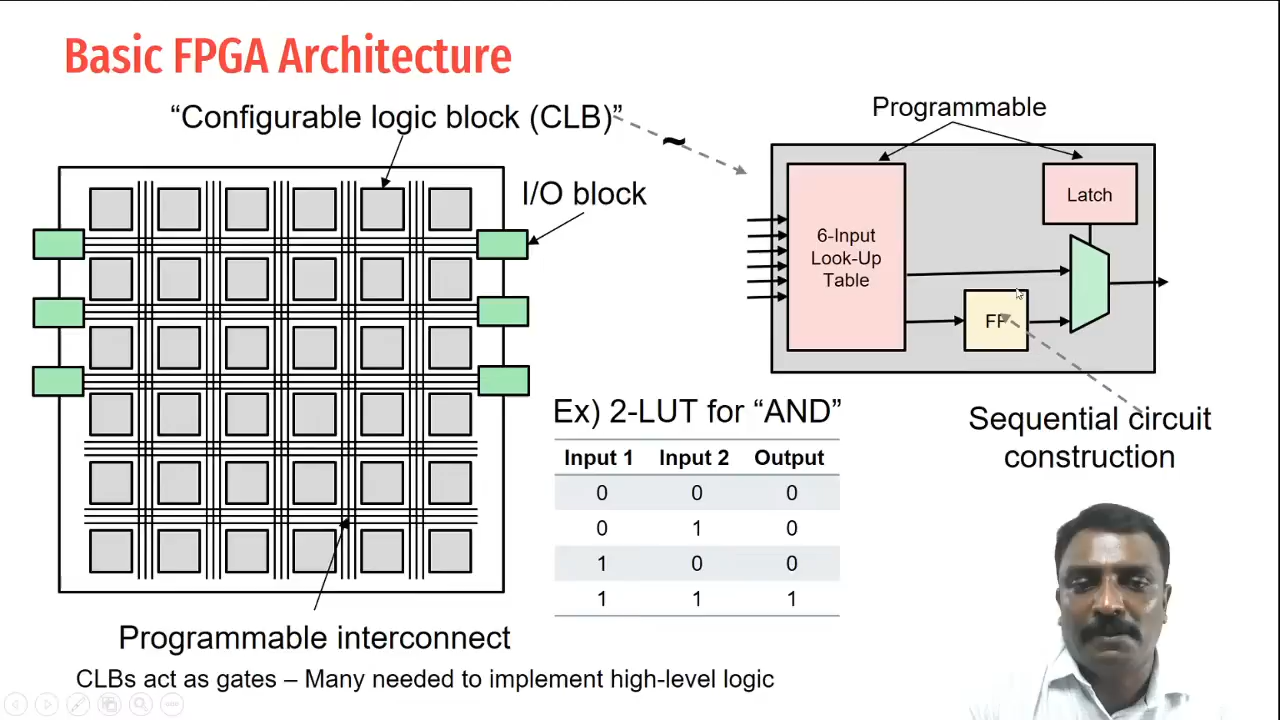 Basic FPGA Architecture
“Configurable logic block (CLB)”
~
I/O block
Programmable
6-Input
Look-Up
Table
Latch
FF
Sequential circuit
construction
Ex) 2-LUT for “AND”
Input 1 Input 2 Output
0 0 0
0 1 0
1 0 0
1 1 1
Programmable interconnect
CLBs act as gates – Many needed to implement high-level logic